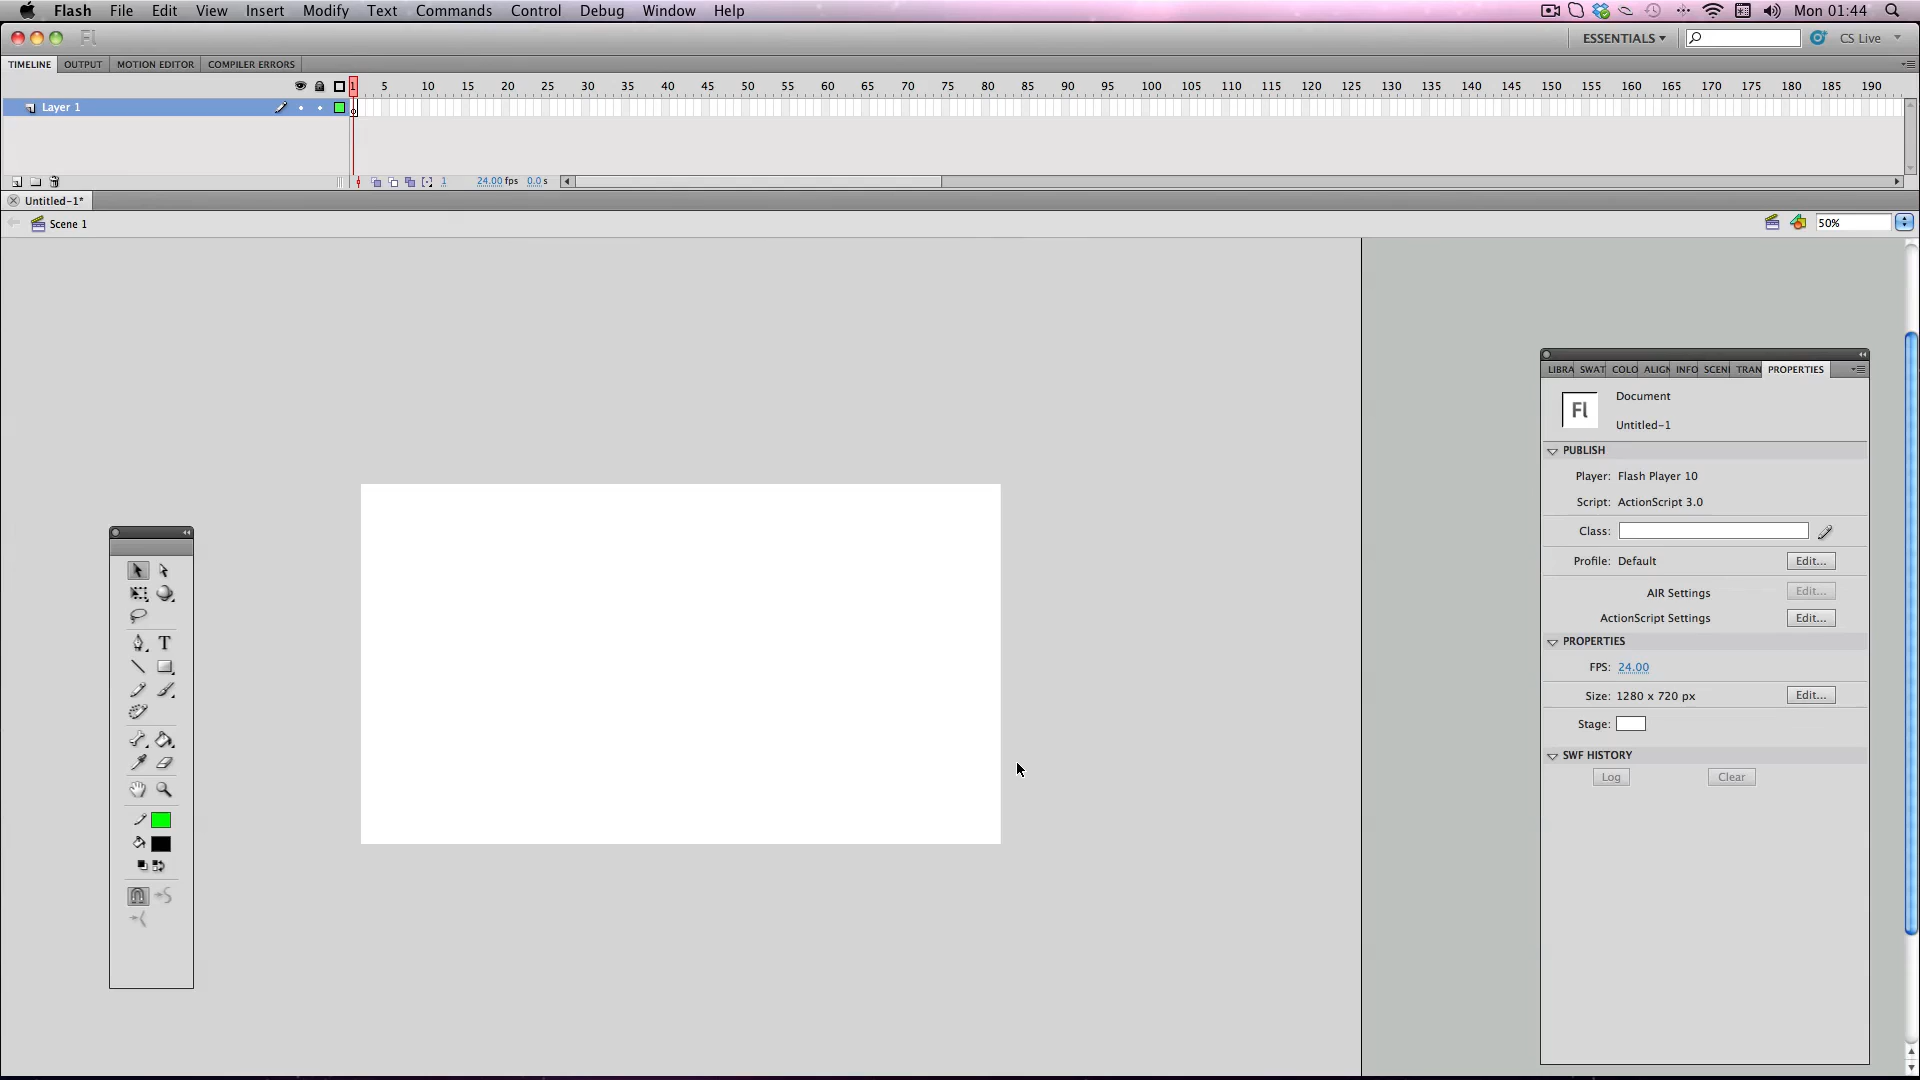 Flash File Edit View Insert Modify Text Commands Control Debug Window Help Mon 01:44
Fl ESSENTIALS CS Live
TIMELINE OUTPUT MOTION EDITOR COMPILER ERRORS
1 5 10 15 20 25 30 35 40 45 50 55 60 65 70 75 80 85 90 95 100 105 110 115 120 125 130 135 140 145 150 155 160 165 170 175 180 185 190
Layer 1
1 24.00 fps 0.0 s
Untitled-1*
Scene 1 50%
LIBRA SWAT COLO ALIGN INFO SCENI TRAN PROPERTIES
Fl Document
Untitled-1
PUBLISH
Player: Flash Player 10
Script: ActionScript 3.0
Class:
Profile: Default Edit...
AIR Settings Edit...
ActionScript Settings Edit...
PROPERTIES
FPS: 24.00
Size: 1280 x 720 px Edit...
Stage:
SWF HISTORY
Log Clear
T